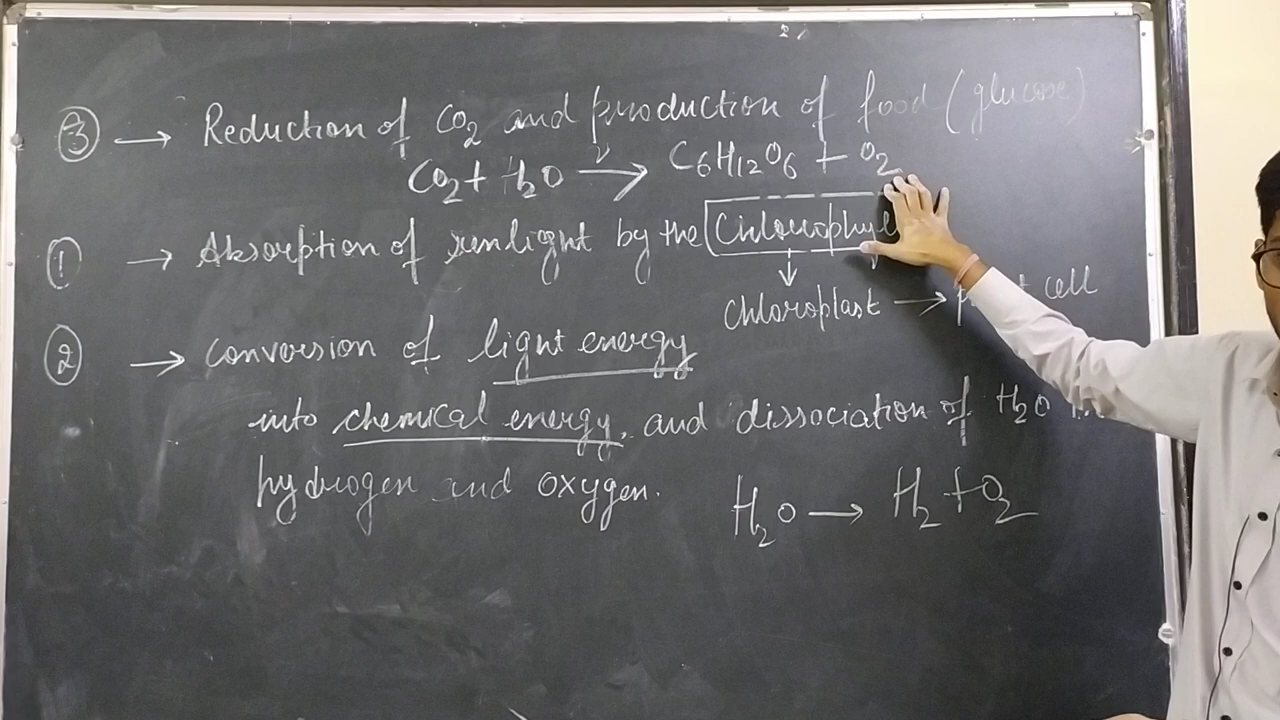 ③ → Reduction of CO₂ and production of food (glucose)
CO₂ + H₂O → C₆H₁₂O₆ + O₂
① → Absorption of sunlight by the
↓
Chloroplast → cell
② → Conversion of light energy
into chemical energy, and dissociation of H₂O
hydrogen and oxygen.
H₂O → H₂ + O₂